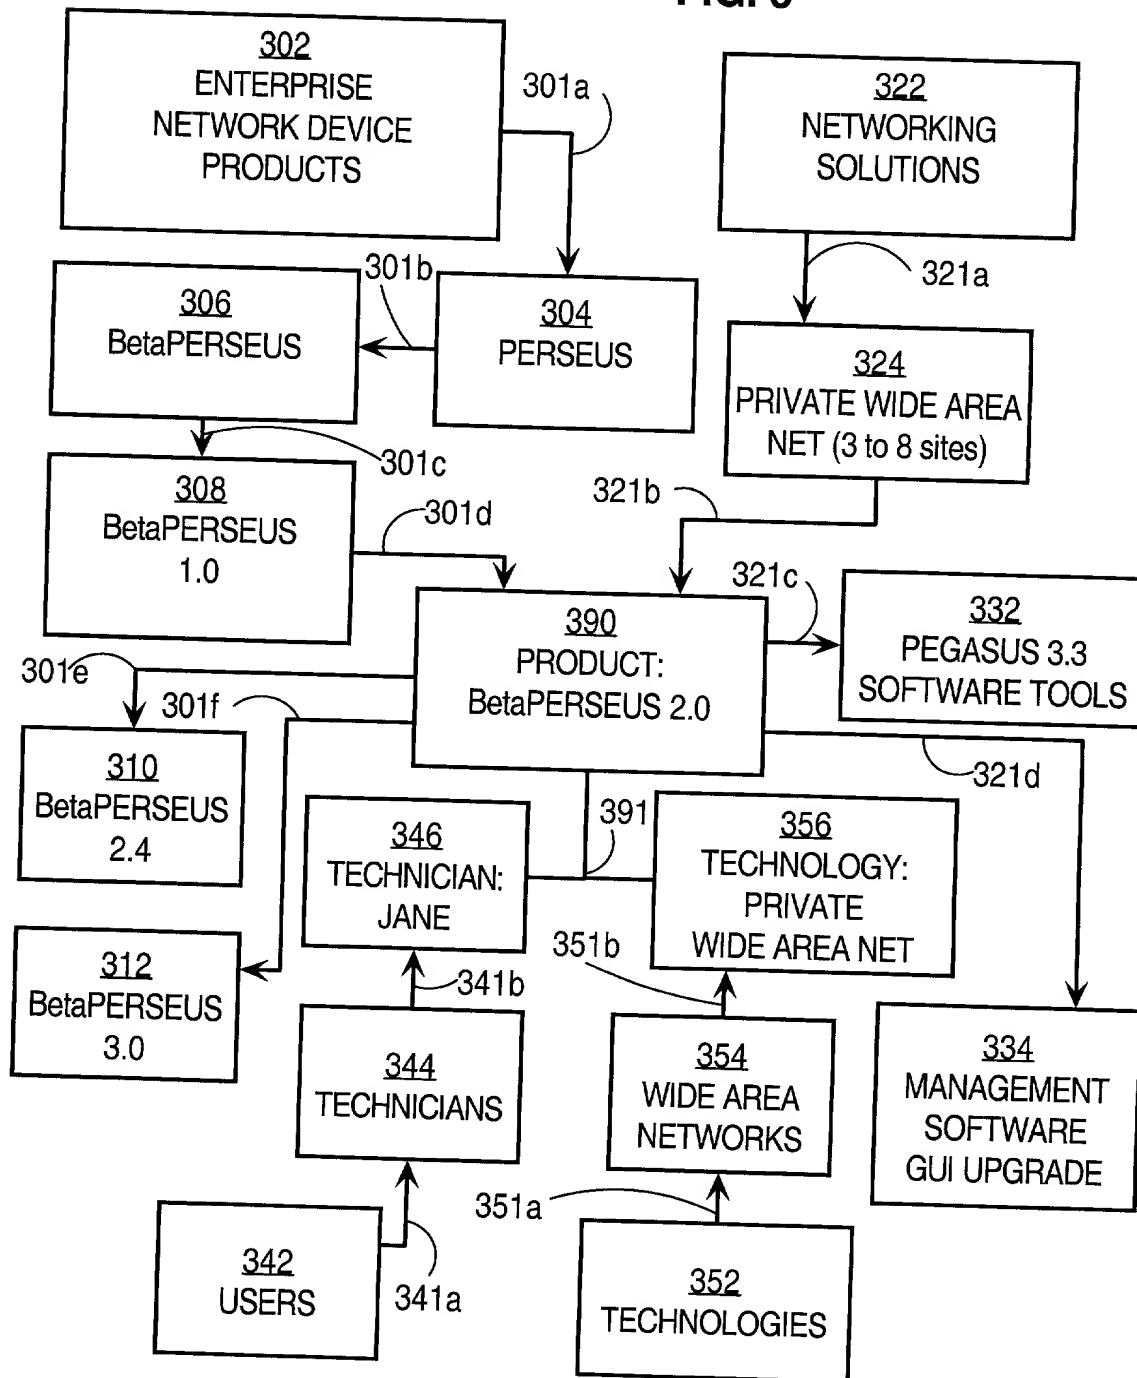 302
ENTERPRISE
NETWORK DEVICE
PRODUCTS
301a
322
NETWORKING
SOLUTIONS
321a
301b
306
BetaPERSEUS
304
PERSEUS
324
PRIVATE WIDE AREA
NET (3 to 8 sites)
301c
308
BetaPERSEUS
1.0
301d
321b
321c
390
PRODUCT:
BetaPERSEUS 2.0
332
PEGASUS 3.3
SOFTWARE TOOLS
301e
301f
321d
310
BetaPERSEUS
2.4
346
TECHNICIAN:
JANE
391
356
TECHNOLOGY:
PRIVATE
WIDE AREA NET
312
BetaPERSEUS
3.0
341b
351b
344
TECHNICIANS
354
WIDE AREA
NETWORKS
334
MANAGEMENT
SOFTWARE
GUI UPGRADE
351a
342
USERS
341a
352
TECHNOLOGIES